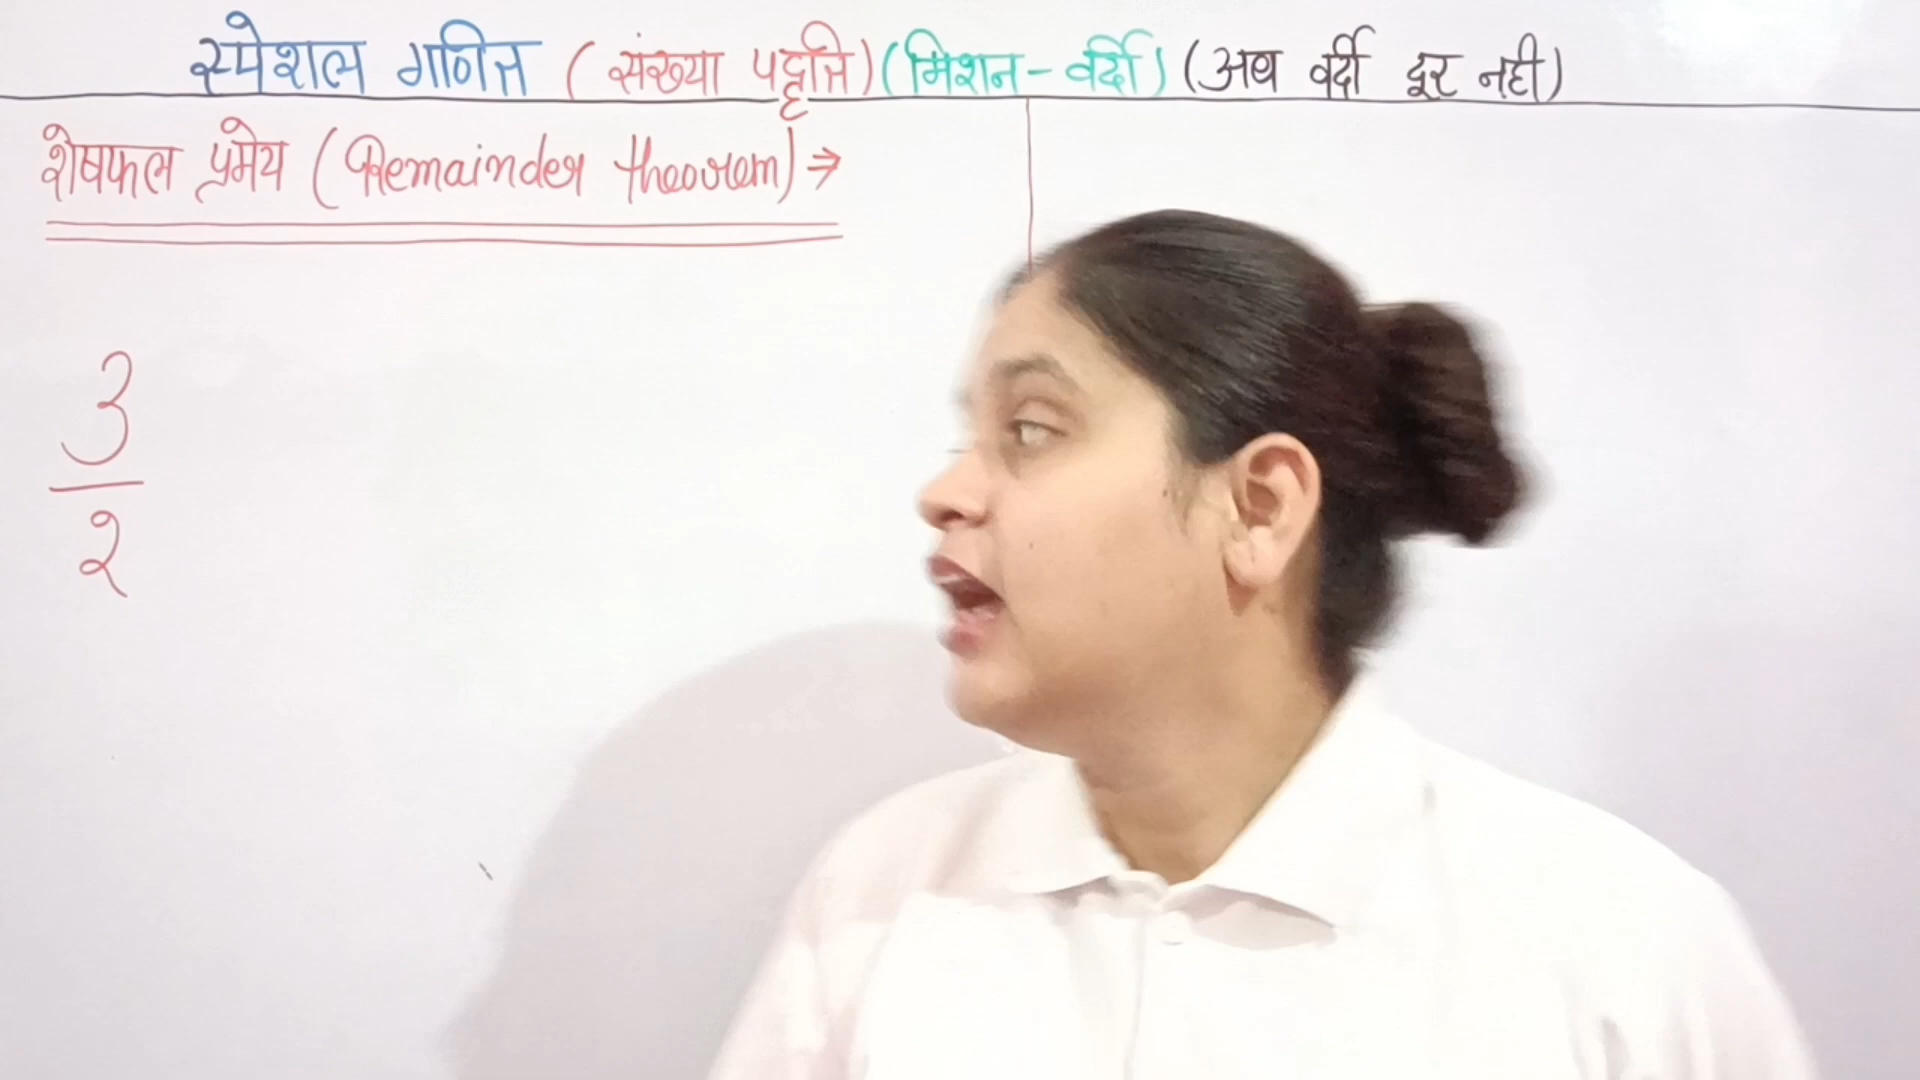 स्पेशल गणित (संख्या पद्धति) (मिशन-वर्दी) (अब वर्दी दूर नही)
शेषफल प्रमेय (Remainder theorem) →
3
2